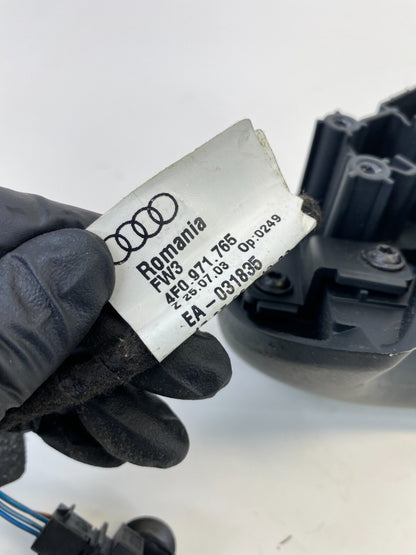 Romania
FW3
4F0.971.765
Z 25.07.08 Op:0249
EA-031835